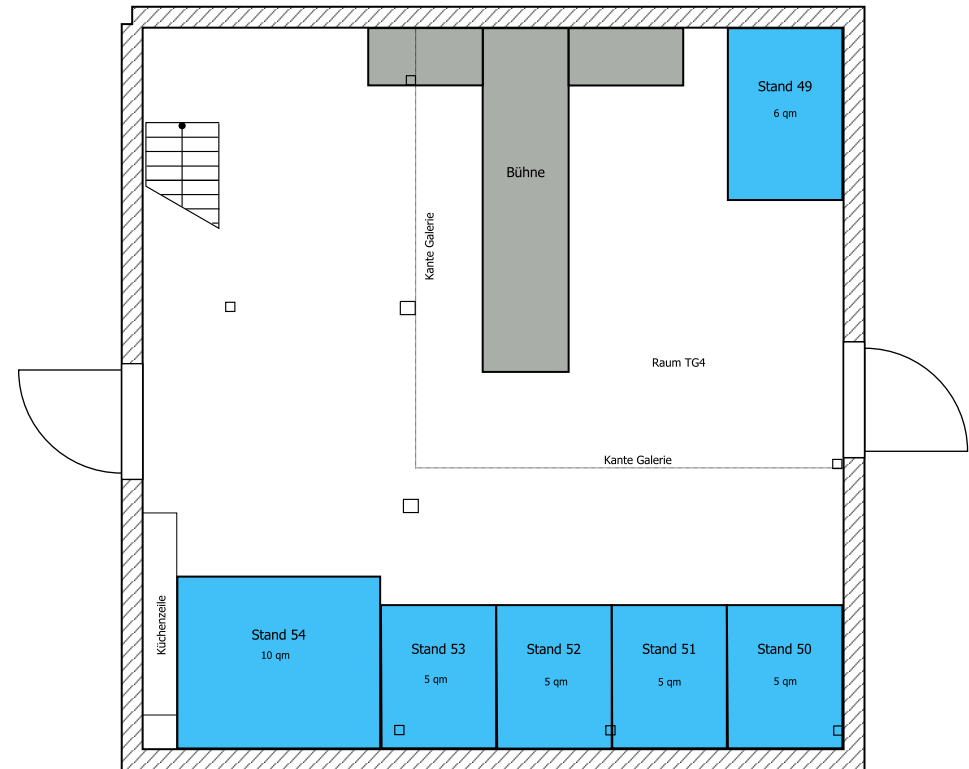 Stand 49
6 qm
Bühne
Kante Galerie
Raum TG4
Kante Galerie
Küchenzeile
Stand 54
10 qm
Stand 53
5 qm
Stand 52
5 qm
Stand 51
5 qm
Stand 50
5 qm